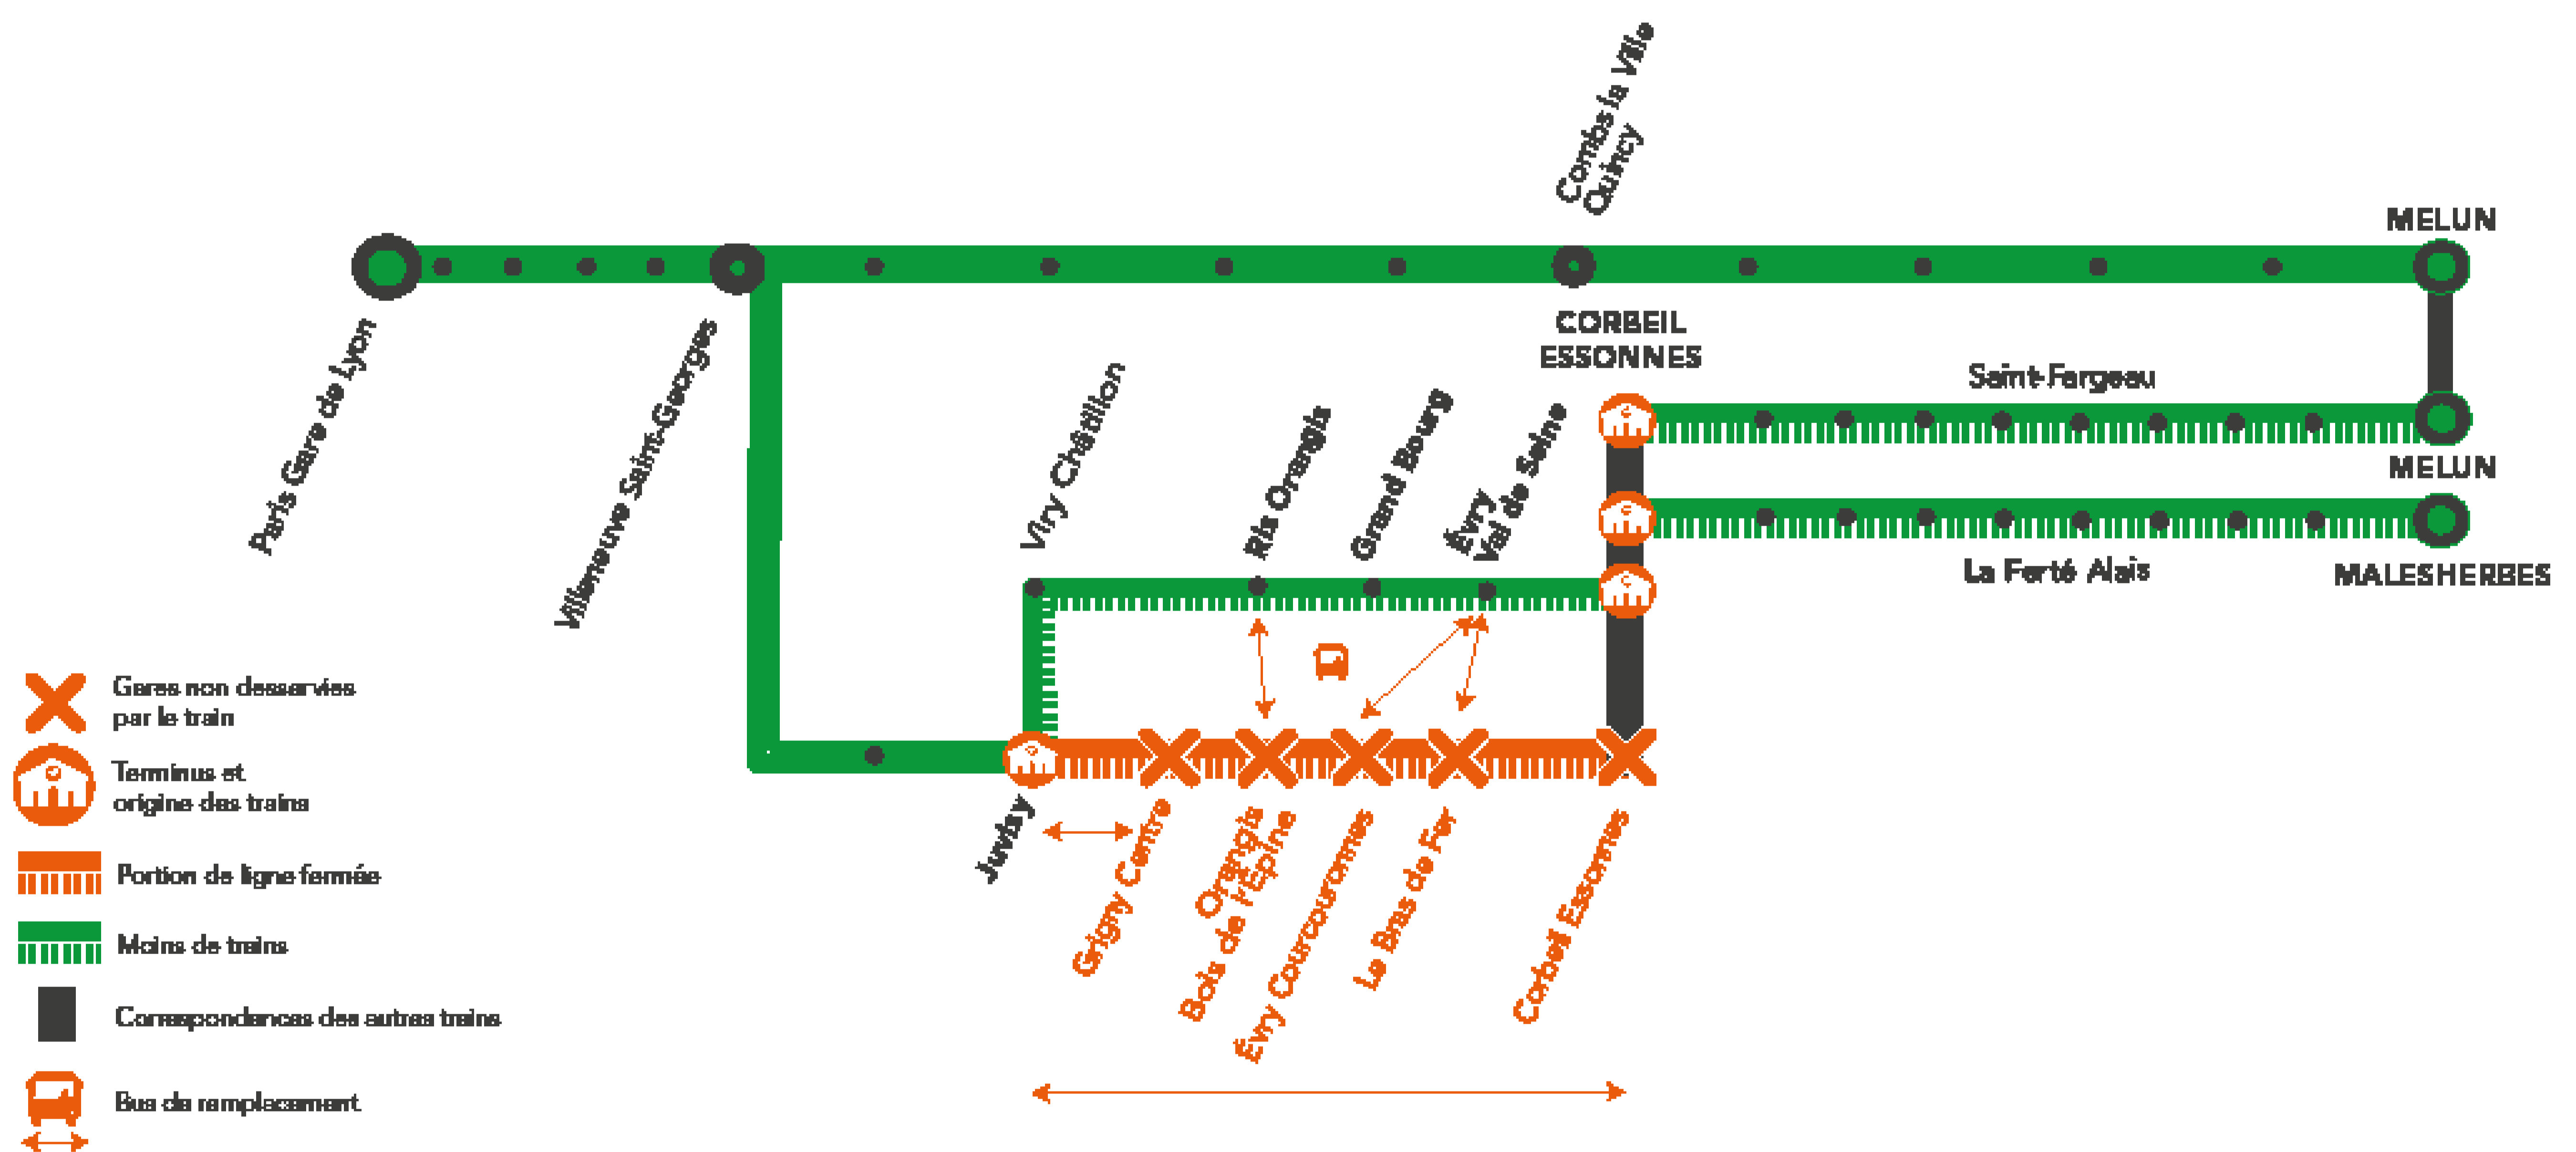 Combs la Ville
Quincy
MELUN
Paris Gare de Lyon
Villeneuve Saint-Georges
CORBEIL
ESSONNES
Viry Châtillon
Ris Orangis
Grand Bourg
Évry
Val de Seine
Saint-Fargeau
MELUN
La Ferté Alais
MALESHERBES
Gares non desservies
par le train
Terminus et
origine des trains
Portion de ligne fermée
Moins de trains
Correspondances des autres trains
Bus de remplacement
Juvisy
Grigny Centre
Orangis
Bois de l'Épine
Évry Courcouronnes
Le Bras de Fer
Corbeil Essonnes